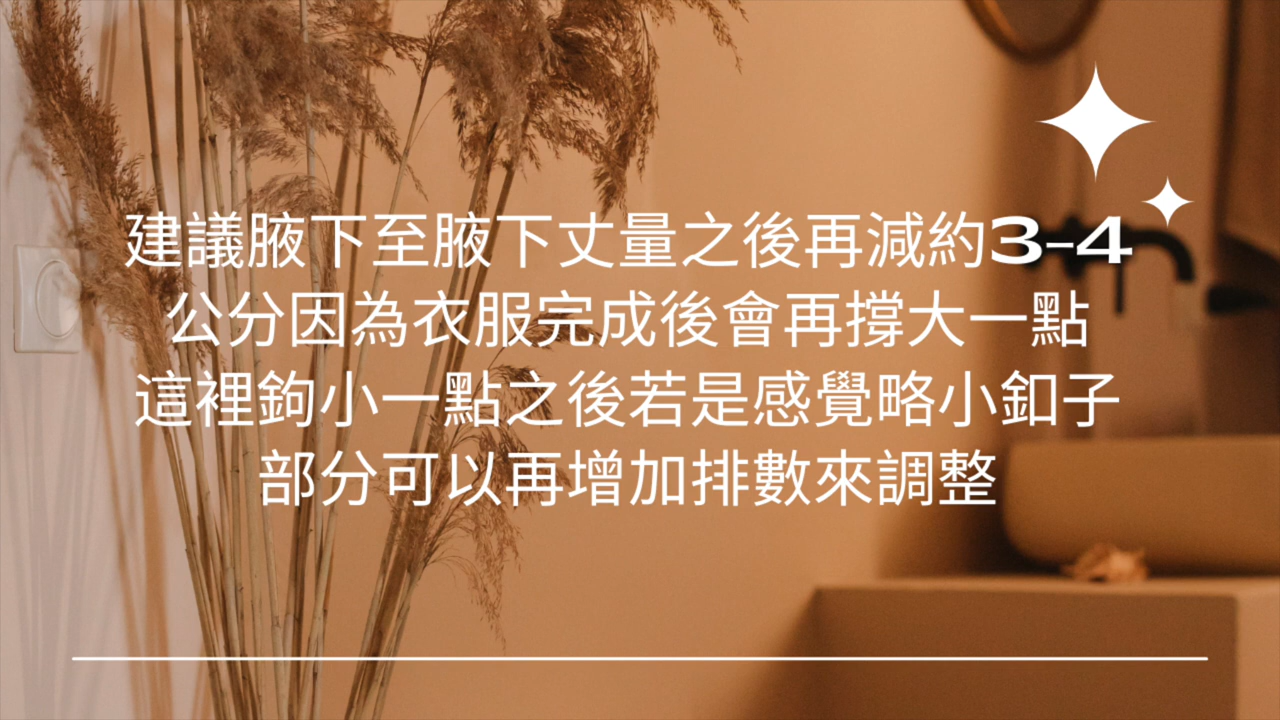 建議腋下至腋下丈量之後再減約3-4
公分因為衣服完成後會再撐大一點
這裡鉤小一點之後若是感覺略小釦子
部分可以再增加排數來調整